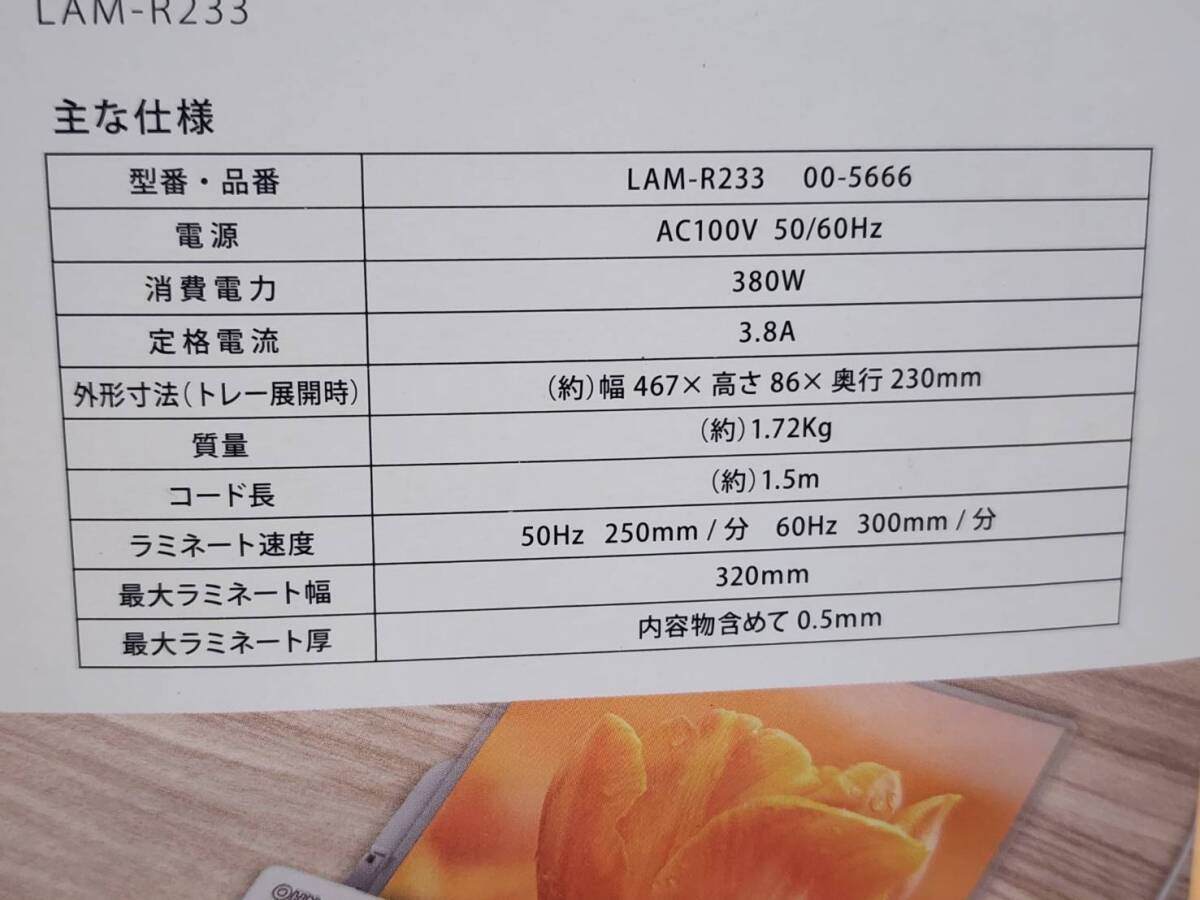 LAM-R233
主な仕様
型番・品番 LAM-R233 00-5666
電源 AC100V 50/60Hz
消費電力 380W
定格電流 3.8A
外形寸法(トレー展開時) (約)幅 467× 高さ 86× 奥行 230mm
質量 (約)1.72Kg
コード長 (約)1.5m
ラミネート速度 50Hz 250mm / 分 60Hz 300mm / 分
最大ラミネート幅 320mm
最大ラミネート厚 内容物含めて 0.5mm